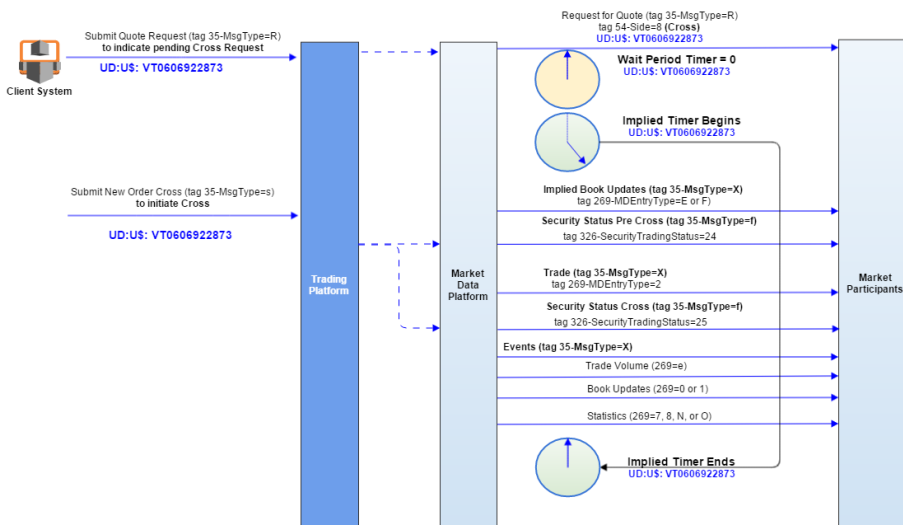 Submit Quote Request (tag 35-MsgType=R)
to indicate pending Cross Request
UD:U$: VT0606922873
Client System
Submit New Order Cross (tag 35-MsgType=s)
to initiate Cross
UD:U$: VT0606922873
Trading
Platform
Market
Data
Platform
Request for Quote (tag 35-MsgType=R)
tag 54-Side=8 (Cross)
UD:U$: VT0606922873
Wait Period Timer = 0
UD:U$: VT0606922873
Implied Timer Begins
UD:U$: VT0606922873
Implied Book Updates (tag 35-MsgType=X)
tag 269-MDEntryType=E or F)
Security Status Pre Cross (tag 35-MsgType=f)
tag 326-SecurityTradingStatus=24
Trade (tag 35-MsgType=X)
tag 269-MDEntryType=2
Security Status Cross (tag 35-MsgType=f)
tag 326-SecurityTradingStatus=25
Events (tag 35-MsgType=X)
Trade Volume (269=e)
Book Updates (269=0 or 1)
Statistics (269=7, 8, N, or O)
Implied Timer Ends
UD:U$: VT0606922873
Market
Participants